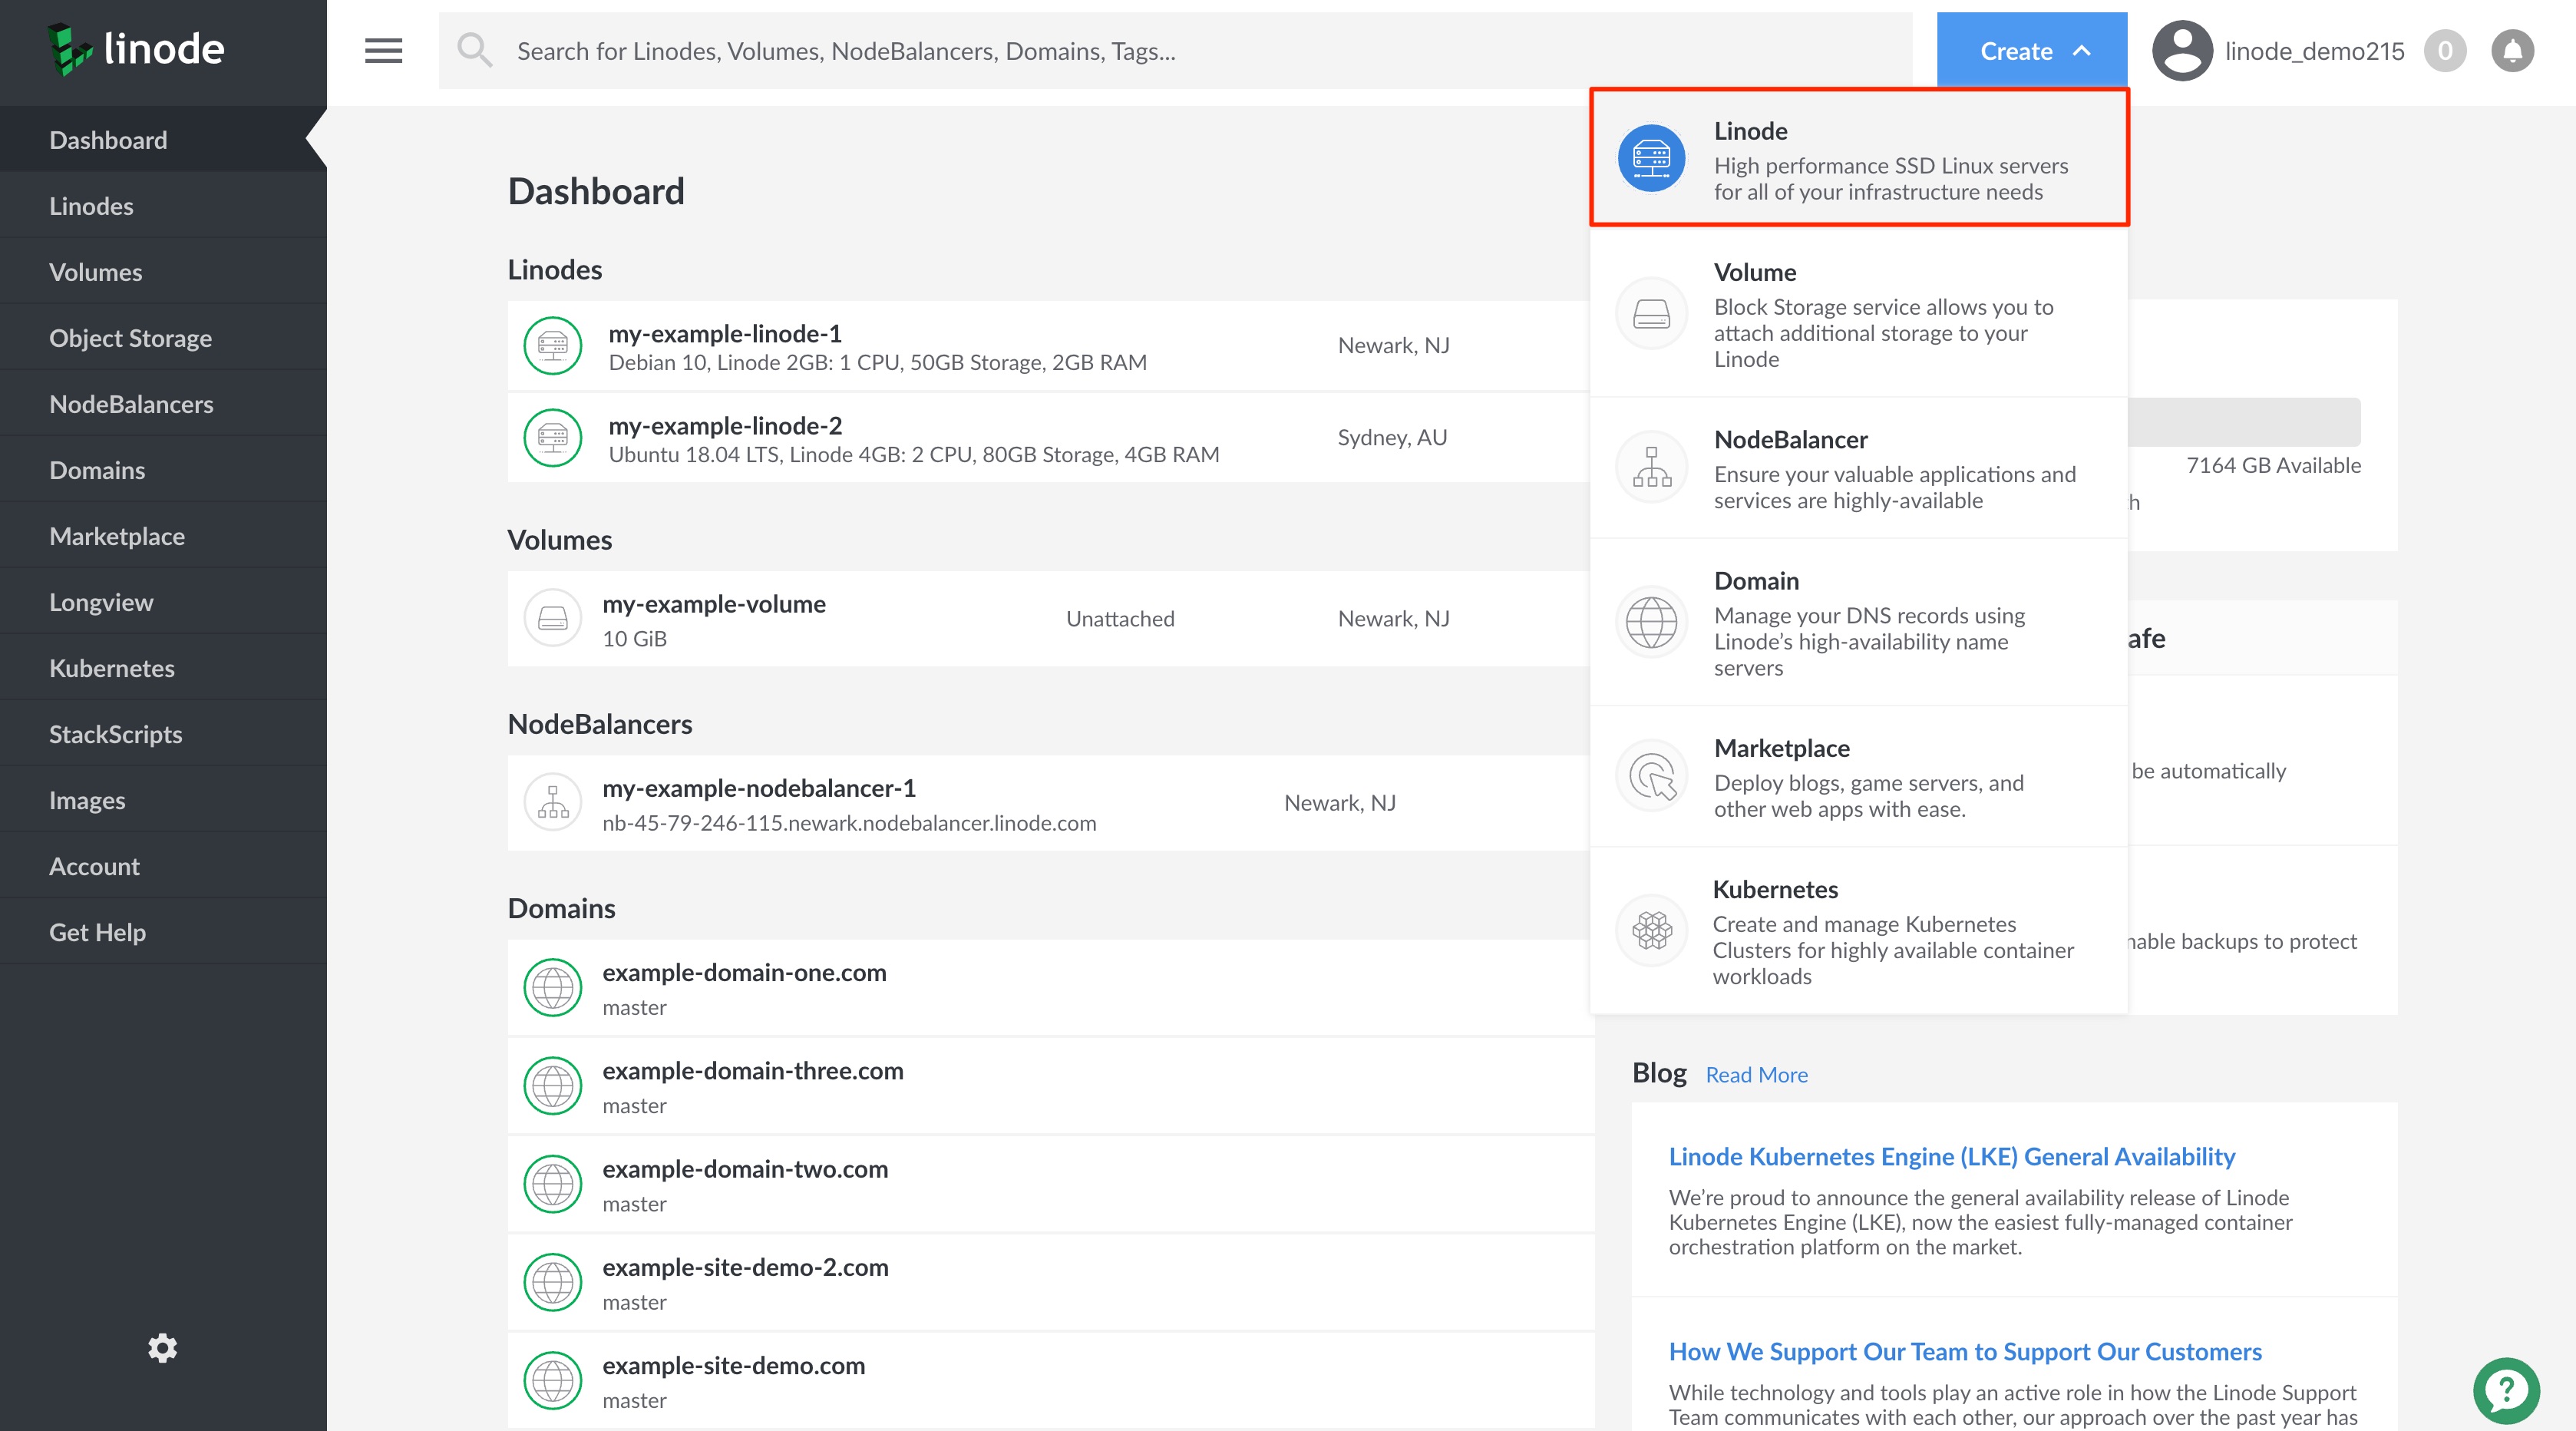 linode
Search for Linodes, Volumes, NodeBalancers, Domains, Tags...
Create
linode_demo215
0
Dashboard
Linodes
Volumes
Object Storage
NodeBalancers
Domains
Marketplace
Longview
Kubernetes
StackScripts
Images
Account
Get Help
Dashboard
Linodes
my-example-linode-1
Debian 10, Linode 2GB: 1 CPU, 50GB Storage, 2GB RAM
Newark, NJ
my-example-linode-2
Ubuntu 18.04 LTS, Linode 4GB: 2 CPU, 80GB Storage, 4GB RAM
Sydney, AU
Volumes
my-example-volume
10 GiB
Unattached
Newark, NJ
NodeBalancers
my-example-nodebalancer-1
nb-45-79-246-115.newark.nodebalancer.linode.com
Newark, NJ
Domains
example-domain-one.com
master
example-domain-three.com
master
example-domain-two.com
master
example-site-demo-2.com
master
example-site-demo.com
master
Linode
High performance SSD Linux servers
for all of your infrastructure needs
Volume
Block Storage service allows you to
attach additional storage to your
Linode
NodeBalancer
Ensure your valuable applications and
services are highly-available
Domain
Manage your DNS records using
Linode's high-availability name
servers
Marketplace
Deploy blogs, game servers, and
other web apps with ease.
Kubernetes
Create and manage Kubernetes
Clusters for highly available container
workloads
7164 GB Available
be automatically
backups to protect
Blog Read More
Linode Kubernetes Engine (LKE) General Availability
We're proud to announce the general availability release of Linode
Kubernetes Engine (LKE), now the easiest fully-managed container
orchestration platform on the market.
How We Support Our Team to Support Our Customers
While technology and tools play an active role in how the Linode Support
Team communicates with each other, our approach over the past year has